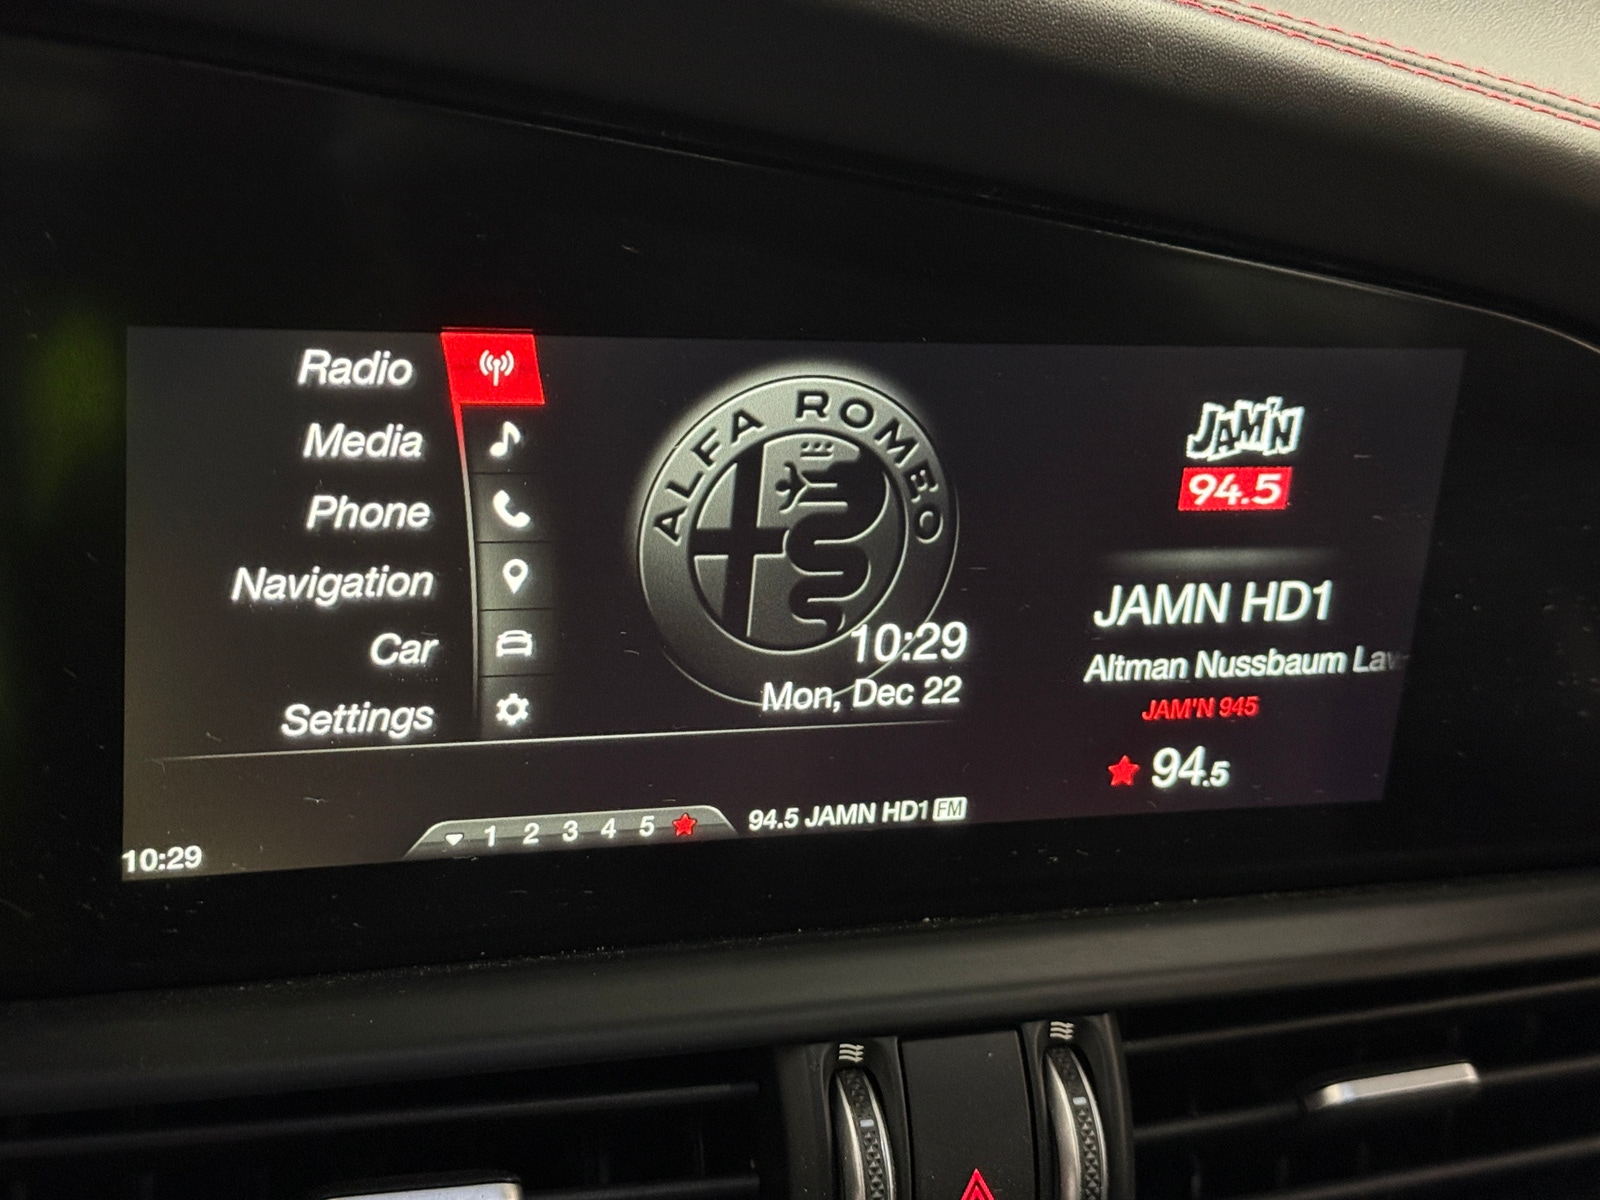 Radio
Media
Phone
Navigation
Car
Settings
ALFA ROMEO
10:29
Mon, Dec 22
JAM'N
94.5
JAMN HD1
Altman Nussbaum
JAM'N 945
94.5
10:29
1 2 3 4 5
94.5 JAMN HD1 FM